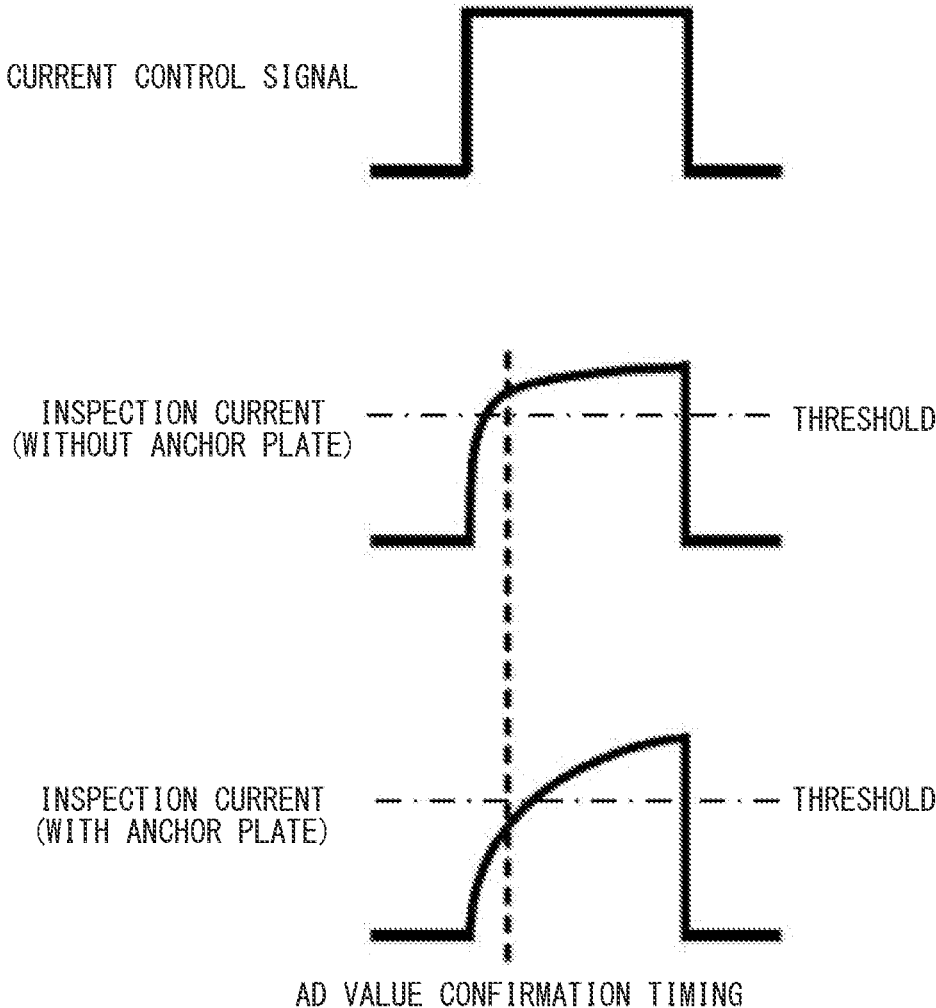 CURRENT CONTROL SIGNAL
INSPECTION CURRENT
(WITHOUT ANCHOR PLATE)
THRESHOLD
INSPECTION CURRENT
(WITH ANCHOR PLATE)
THRESHOLD
AD VALUE CONFIRMATION TIMING